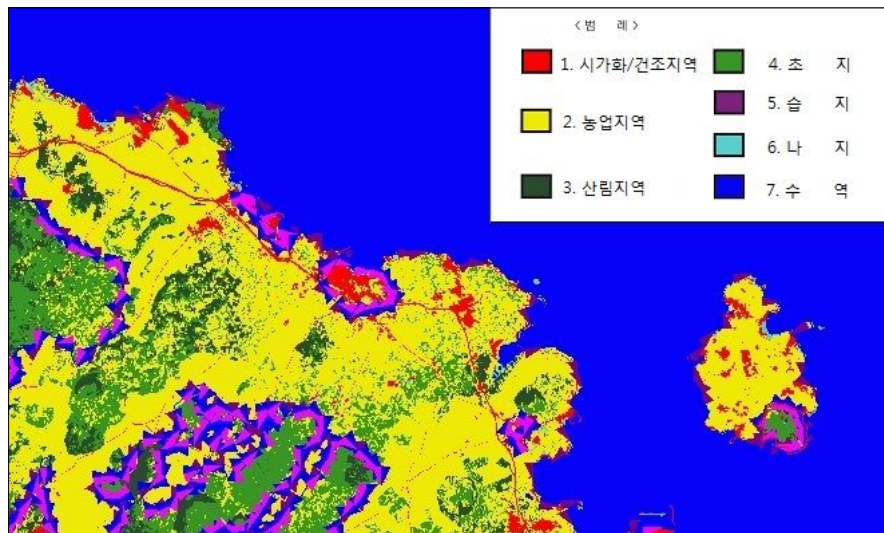 < 범 례 >
1. 시가화/건조지역
2. 농업지역
3. 산림지역
4. 초 지
5. 습 지
6. 나 지
7. 수 역